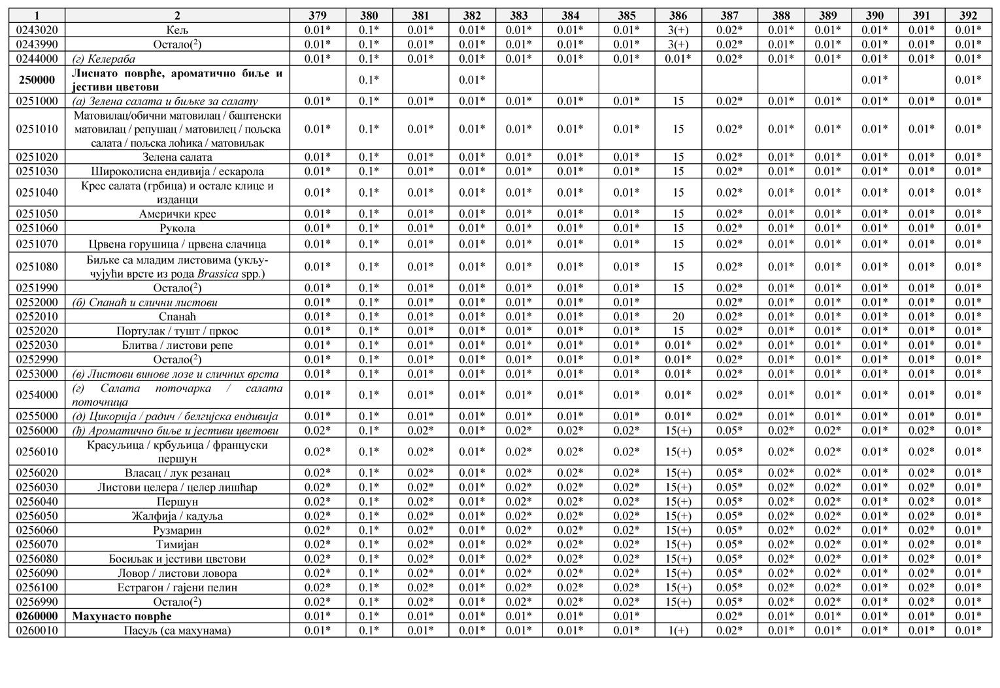 1 2 379 380 381 382 383 384 385 386 387 388 389 390 391 392
0243020 Кељ 0.01* 0.1* 0.01* 0.01* 0.01* 0.01* 0.01* 3(+) 0.02* 0.01* 0.01* 0.01* 0.01* 0.01*
0243990 Остало(²) 0.01* 0.1* 0.01* 0.01* 0.01* 0.01* 0.01* 3(+) 0.02* 0.01* 0.01* 0.01* 0.01* 0.01*
0244000 (г) Келераба 0.01* 0.1* 0.01* 0.01* 0.01* 0.01* 0.01* 0.01* 0.02* 0.01* 0.01* 0.01* 0.01* 0.01*
250000 Лиснато поврће, ароматично биље и
јестиви цветови 0.1* 0.01* 0.01* 0.01*
0251000 (а) Зелена салата и биљке за салату 0.01* 0.1* 0.01* 0.01* 0.01* 0.01* 0.01* 15 0.02* 0.01* 0.01* 0.01* 0.01* 0.01*
Матовилац/обични матовилац / баштенски
0251010 матовилац / репушац / матовилец / пољска 0.01* 0.1* 0.01* 0.01* 0.01* 0.01* 0.01* 15 0.02* 0.01* 0.01* 0.01* 0.01* 0.01*
салата / пољска лоћика / матовиљак
0251020 Зелена салата 0.01* 0.1* 0.01* 0.01* 0.01* 0.01* 0.01* 15 0.02* 0.01* 0.01* 0.01* 0.01* 0.01*
0251030 Широколисна ендивија / ескарола 0.01* 0.1* 0.01* 0.01* 0.01* 0.01* 0.01* 15 0.02* 0.01* 0.01* 0.01* 0.01* 0.01*
0251040 Крес салата (грбица) и остале клице и
изданци 0.01* 0.1* 0.01* 0.01* 0.01* 0.01* 0.01* 15 0.02* 0.01* 0.01* 0.01* 0.01* 0.01*
0251050 Амерички крес 0.01* 0.1* 0.01* 0.01* 0.01* 0.01* 0.01* 15 0.02* 0.01* 0.01* 0.01* 0.01* 0.01*
0251060 Рукола 0.01* 0.1* 0.01* 0.01* 0.01* 0.01* 0.01* 15 0.02* 0.01* 0.01* 0.01* 0.01* 0.01*
0251070 Црвена горушица / црвена слачица 0.01* 0.1* 0.01* 0.01* 0.01* 0.01* 0.01* 15 0.02* 0.01* 0.01* 0.01* 0.01* 0.01*
0251080 Биљке са младим листовима (укљу-
чујући врсте из рода Brassica spp.) 0.01* 0.1* 0.01* 0.01* 0.01* 0.01* 0.01* 15 0.02* 0.01* 0.01* 0.01* 0.01* 0.01*
0251990 Остало(²) 0.01* 0.1* 0.01* 0.01* 0.01* 0.01* 0.01* 15 0.02* 0.01* 0.01* 0.01* 0.01* 0.01*
0252000 (б) Спанаћ и слични листови 0.01* 0.1* 0.01* 0.01* 0.01* 0.01* 0.01* 0.02* 0.01* 0.01* 0.01* 0.01* 0.01*
0252010 Спанаћ 0.01* 0.1* 0.01* 0.01* 0.01* 0.01* 0.01* 20 0.02* 0.01* 0.01* 0.01* 0.01* 0.01*
0252020 Портулак / тушт / пркос 0.01* 0.1* 0.01* 0.01* 0.01* 0.01* 0.01* 15 0.02* 0.01* 0.01* 0.01* 0.01* 0.01*
0252030 Блитва / листови репе 0.01* 0.1* 0.01* 0.01* 0.01* 0.01* 0.01* 0.01* 0.02* 0.01* 0.01* 0.01* 0.01* 0.01*
0252990 Остало(²) 0.01* 0.1* 0.01* 0.01* 0.01* 0.01* 0.01* 0.01* 0.02* 0.01* 0.01* 0.01* 0.01* 0.01*
0253000 (в) Листови винове лозе и сличних врста 0.01* 0.1* 0.01* 0.01* 0.01* 0.01* 0.01* 0.01* 0.02* 0.01* 0.01* 0.01* 0.01* 0.01*
0254000 (г) Салата поточарка / салата
поточница 0.01* 0.1* 0.01* 0.01* 0.01* 0.01* 0.01* 0.01* 0.02* 0.01* 0.01* 0.01* 0.01* 0.01*
0255000 (д) Цикорија / радич / белгијска ендивија 0.01* 0.1* 0.01* 0.01* 0.01* 0.01* 0.01* 0.01* 0.02* 0.01* 0.01* 0.01* 0.01* 0.01*
0256000 (ђ) Ароматично биље и јестиви цветови 0.02* 0.1* 0.02* 0.01* 0.02* 0.02* 0.02* 15(+) 0.05* 0.02* 0.02* 0.01* 0.02* 0.01*
0256010 Красуљица / крбуљица / француски
першун 0.02* 0.1* 0.02* 0.01* 0.02* 0.02* 0.02* 15(+) 0.05* 0.02* 0.02* 0.01* 0.02* 0.01*
0256020 Власац / лук резанац 0.02* 0.1* 0.02* 0.01* 0.02* 0.02* 0.02* 15(+) 0.05* 0.02* 0.02* 0.01* 0.02* 0.01*
0256030 Листови целера / целер лишћар 0.02* 0.1* 0.02* 0.01* 0.02* 0.02* 0.02* 15(+) 0.05* 0.02* 0.02* 0.01* 0.02* 0.01*
0256040 Першун 0.02* 0.1* 0.02* 0.01* 0.02* 0.02* 0.02* 15(+) 0.05* 0.02* 0.02* 0.01* 0.02* 0.01*
0256050 Жалфија / кадуља 0.02* 0.1* 0.02* 0.01* 0.02* 0.02* 0.02* 15(+) 0.05* 0.02* 0.02* 0.01* 0.02* 0.01*
0256060 Рузмарин 0.02* 0.1* 0.02* 0.01* 0.02* 0.02* 0.02* 15(+) 0.05* 0.02* 0.02* 0.01* 0.02* 0.01*
0256070 Тимијан 0.02* 0.1* 0.02* 0.01* 0.02* 0.02* 0.02* 15(+) 0.05* 0.02* 0.02* 0.01* 0.02* 0.01*
0256080 Босиљак и јестиви цветови 0.02* 0.1* 0.02* 0.01* 0.02* 0.02* 0.02* 15(+) 0.05* 0.02* 0.02* 0.01* 0.02* 0.01*
0256090 Ловор / листови ловора 0.02* 0.1* 0.02* 0.01* 0.02* 0.02* 0.02* 15(+) 0.05* 0.02* 0.02* 0.01* 0.02* 0.01*
0256100 Естрагон / гајени пелин 0.02* 0.1* 0.02* 0.01* 0.02* 0.02* 0.02* 15(+) 0.05* 0.02* 0.02* 0.01* 0.02* 0.01*
0256990 Остало(²) 0.02* 0.1* 0.02* 0.01* 0.02* 0.02* 0.02* 15(+) 0.05* 0.02* 0.02* 0.01* 0.02* 0.01*
0260000 Махунасто поврће 0.01* 0.1* 0.01* 0.01* 0.01* 0.01* 0.01* 0.02* 0.01* 0.01* 0.01* 0.01* 0.01*
0260010 Пасуљ (са махунама) 0.01* 0.1* 0.01* 0.01* 0.01* 0.01* 0.01* 1(+) 0.02* 0.01* 0.01* 0.01* 0.01* 0.01*